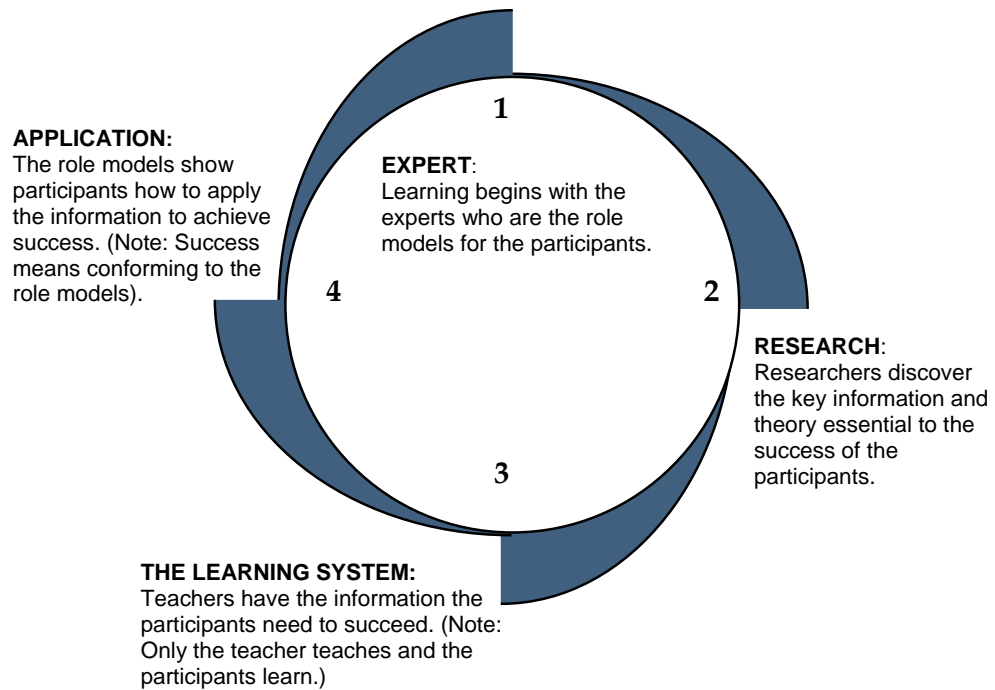 1
EXPERT:
Learning begins with the
experts who are the role
models for the participants.
2
RESEARCH:
Researchers discover
the key information and
theory essential to the
success of the
participants.
3
THE LEARNING SYSTEM:
Teachers have the information the
participants need to succeed. (Note:
Only the teacher teaches and the
participants learn.)
4
APPLICATION:
The role models show
participants how to apply
the information to achieve
success. (Note: Success
means conforming to the
role models).